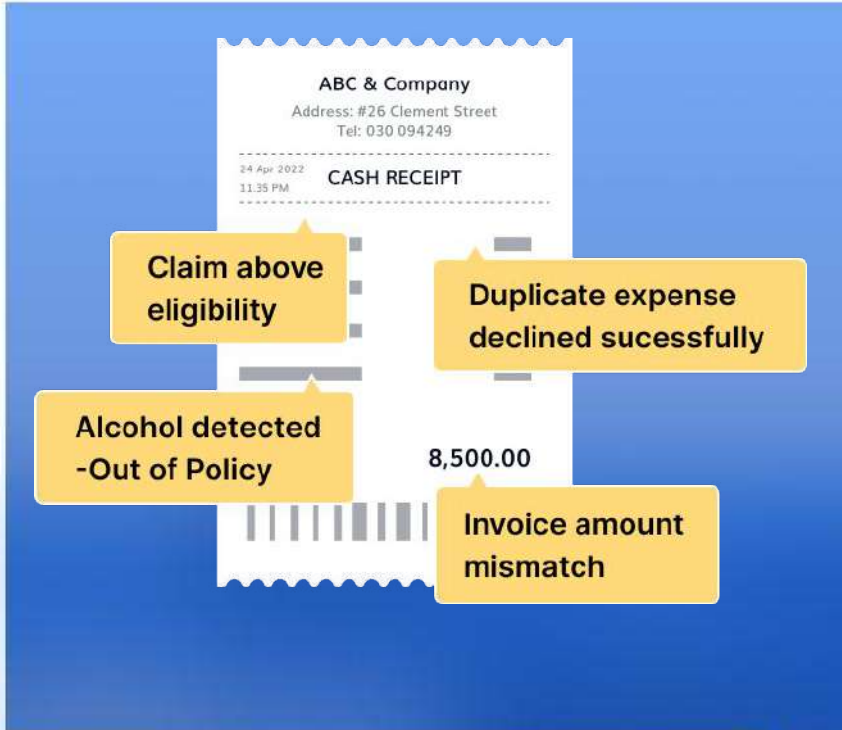 ABC & Company
Address: #26 Clement Street
Tel: 030 094249
24 Apr 2022
11.35 PM
CASH RECEIPT
Claim above
eligibility
Duplicate expense
declined sucessfully
Alcohol detected
-Out of Policy
8,500.00
Invoice amount
mismatch